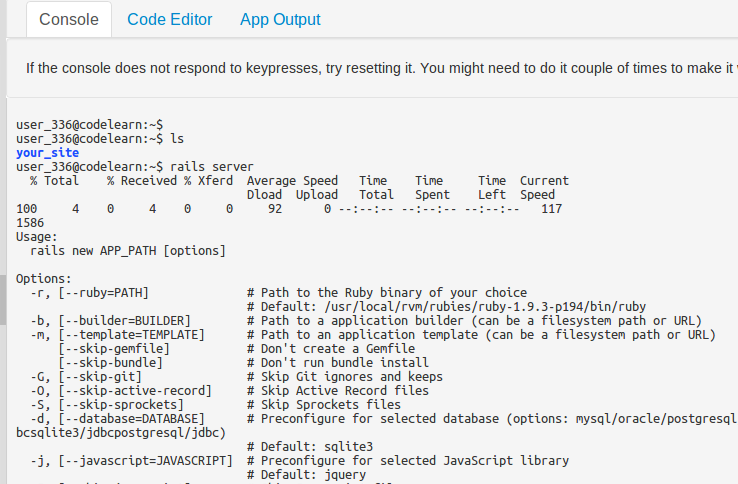 Console Code Editor App Output
If the console does not respond to keypresses, try resetting it. You might need to do it couple of times to make it
user_336@codelearn:~$
user_336@codelearn:~$ ls
your_site
user_336@codelearn:~$ rails server
% Total % Received % Xferd Average Speed Time Time Time Current
Dload Upload Total Spent Left Speed
100 4 0 4 0 0 92 0 --:--:-- --:--:-- --:--:-- 117
1586
Usage:
rails new APP_PATH [options]
Options:
-r, [--ruby=PATH] # Path to the Ruby binary of your choice
# Default: /usr/local/rvm/rubies/ruby-1.9.3-p194/bin/ruby
-b, [--builder=BUILDER] # Path to a application builder (can be a filesystem path or URL)
-m, [--template=TEMPLATE] # Path to an application template (can be a filesystem path or URL)
[--skip-gemfile] # Don't create a Gemfile
[--skip-bundle] # Don't run bundle install
-G, [--skip-git] # Skip Git ignores and keeps
-O, [--skip-active-record] # Skip Active Record files
-S, [--skip-sprockets] # Skip Sprockets files
-d, [--database=DATABASE] # Preconfigure for selected database (options: mysql/oracle/postgresql
bcsqlite3/jdbcpostgresql/jdbc)
# Default: sqlite3
-j, [--javascript=JAVASCRIPT] # Preconfigure for selected JavaScript library
# Default: jquery